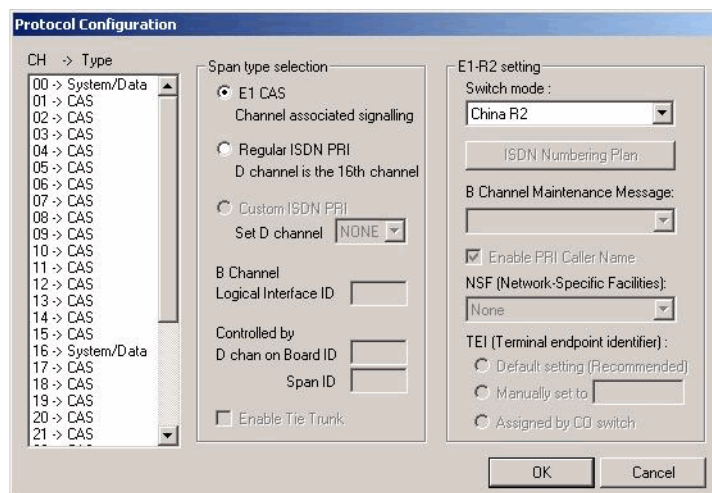 Protocol Configuration
CH -> Type
00 -> System/Data
01 -> CAS
02 -> CAS
03 -> CAS
04 -> CAS
05 -> CAS
06 -> CAS
07 -> CAS
08 -> CAS
09 -> CAS
10 -> CAS
11 -> CAS
12 -> CAS
13 -> CAS
14 -> CAS
15 -> CAS
16 -> System/Data
17 -> CAS
18 -> CAS
19 -> CAS
20 -> CAS
21 -> CAS
Span type selection
E1 CAS
Channel associated signalling
Regular ISDN PRI
D channel is the 16th channel
Custom ISDN PRI
Set D channel NONE
B Channel
Logical Interface ID
Controlled by
D chan on Board ID
Span ID
Enable Tie Trunk
E1-R2 setting
Switch mode :
China R2
ISDN Numbering Plan
B Channel Maintenance Message:
Enable PRI Caller Name
NSF (Network-Specific Facilities):
None
TEI (Terminal endpoint identifier) :
Default setting (Recommended)
Manually set to
Assigned by CO switch
OK Cancel